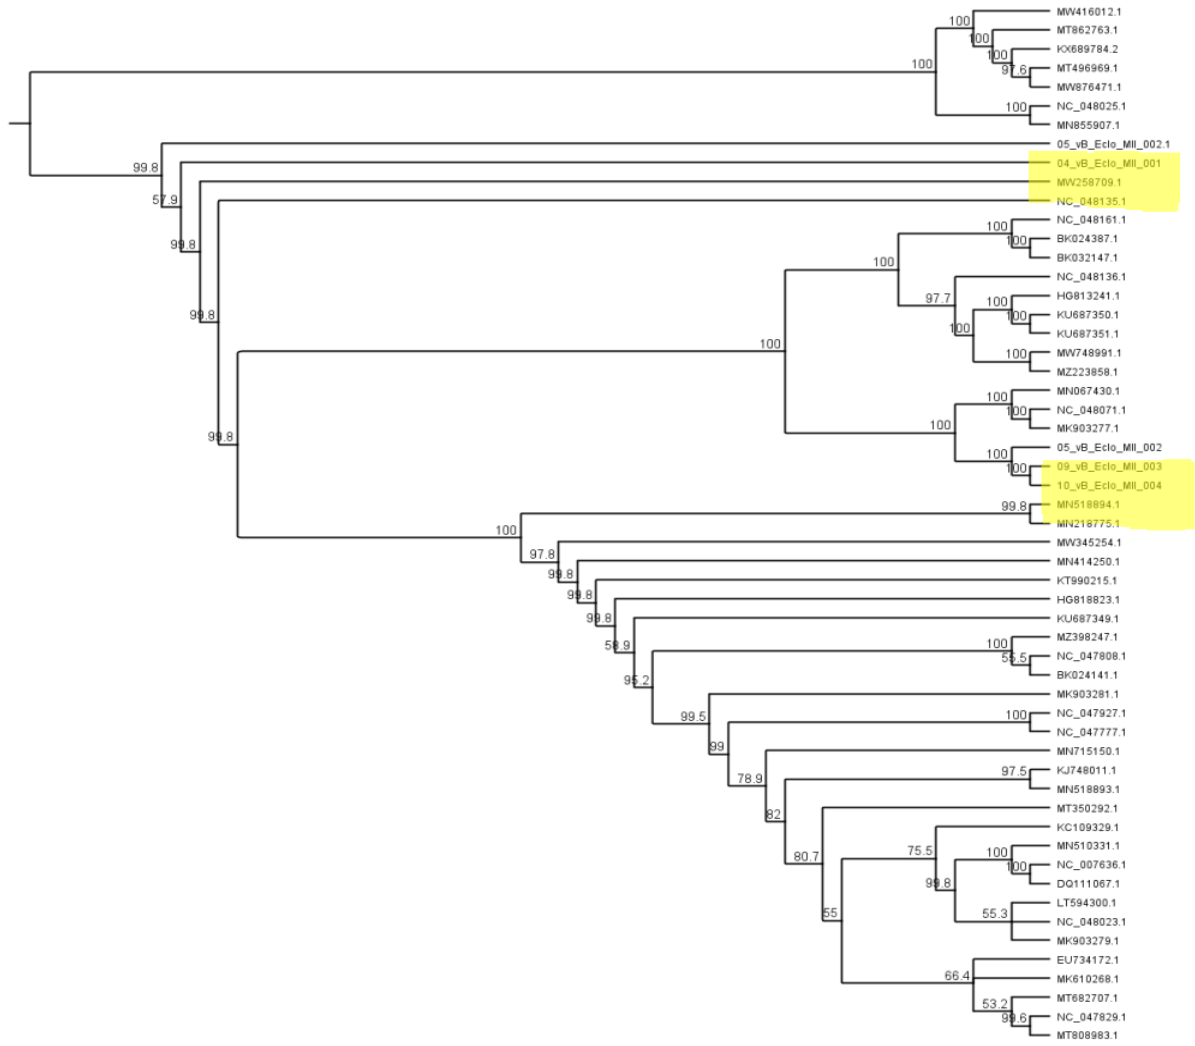 MW416012.1
100
MT862763.1
100
KX689784.2
100
100
MT496969.1
97.6
MW876471.1
100
NC_048025.1
MN855907.1
05_vB_Eclo_MII_002.1
99.8
04_vB_Eclo_MII_001
57.9
MW258709.1
NC_048135.1
99.8
NC_048161.1
100
BK024387.1
100
BK032147.1
100
NC_048136.1
97.7
HG813241.1
100
99.8
KU687350.1
100
KU687351.1
100
100
MW748991.1
100
MZ223858.1
MN067430.1
100
NC_048071.1
100
MK903277.1
100
99.8
05_vB_Eclo_MII_002
100
09_vB_Eclo_MII_003
100
10_vB_Eclo_MII_004
MN518894.1
99.8
MN218775.1
100
MW345254.1
97.8
MN414250.1
99.8
KT990215.1
99.8
HG818823.1
99.8
KU687349.1
58.9
MZ398247.1
100
NC_047808.1
55.5
BK024141.1
95.2
MK903281.1
NC_047927.1
99.5
100
NC_047777.1
99
MN715150.1
KJ748011.1
97.5
78.9
MN518893.1
MT350292.1
82
KC109329.1
MN510331.1
75.5
100
80.7
NC_007636.1
100
DQ111067.1
99.8
LT594300.1
55
55.3
NC_048023.1
MK903279.1
EU734172.1
66.4
MK610268.1
MT682707.1
53.2
NC_047829.1
99.6
MT808983.1